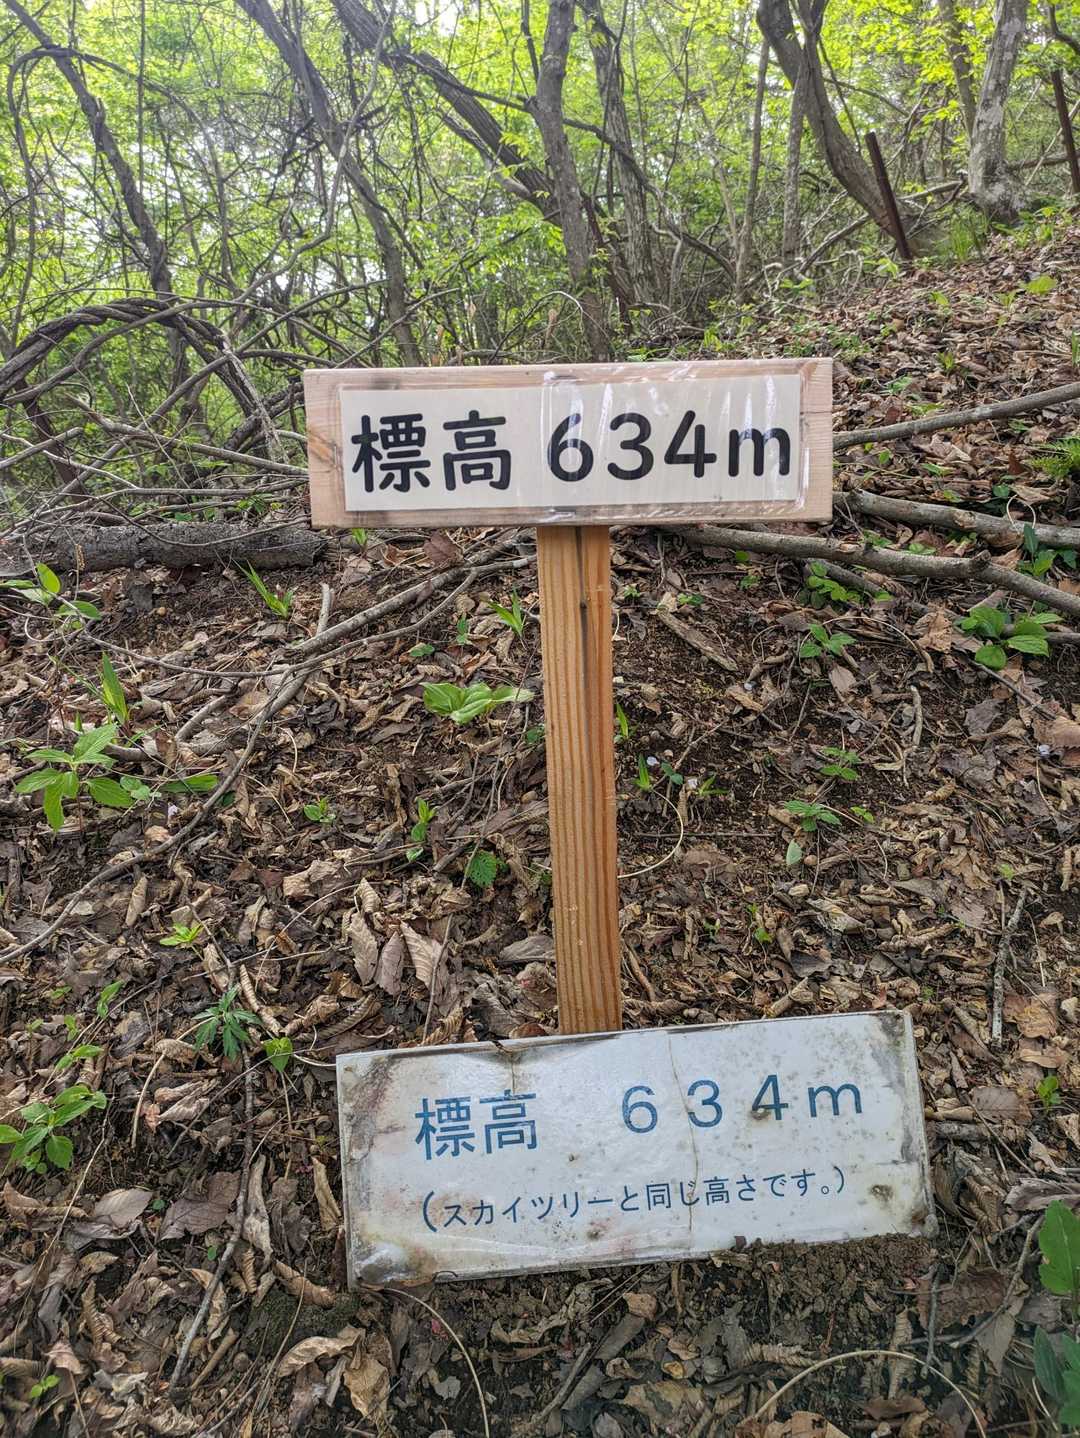 標高 634m
標高　６３４ｍ
（スカイツリーと同じ高さです。）